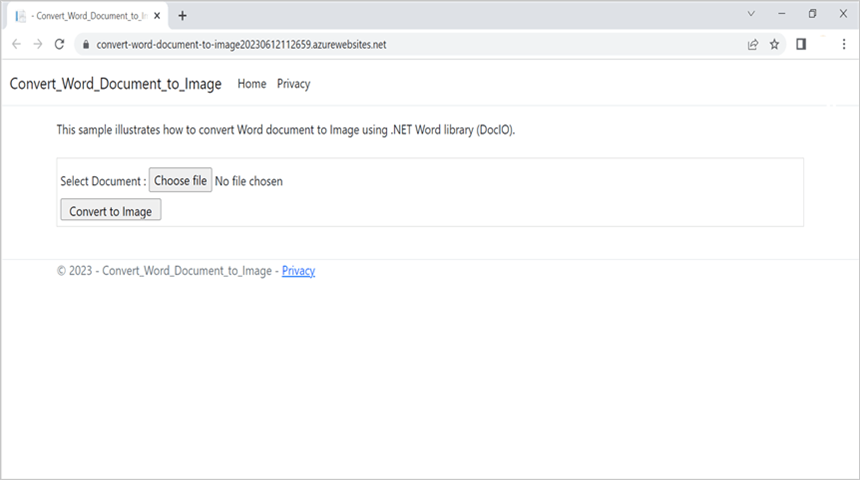 - Convert_Word_Document_to_I
convert-word-document-to-image20230612112659.azurewebsites.net
Convert_Word_Document_to_Image Home Privacy
This sample illustrates how to convert Word document to Image using .NET Word library (DocIO).
Select Document : Choose file No file chosen
Convert to Image
© 2023 - Convert_Word_Document_to_Image - Privacy